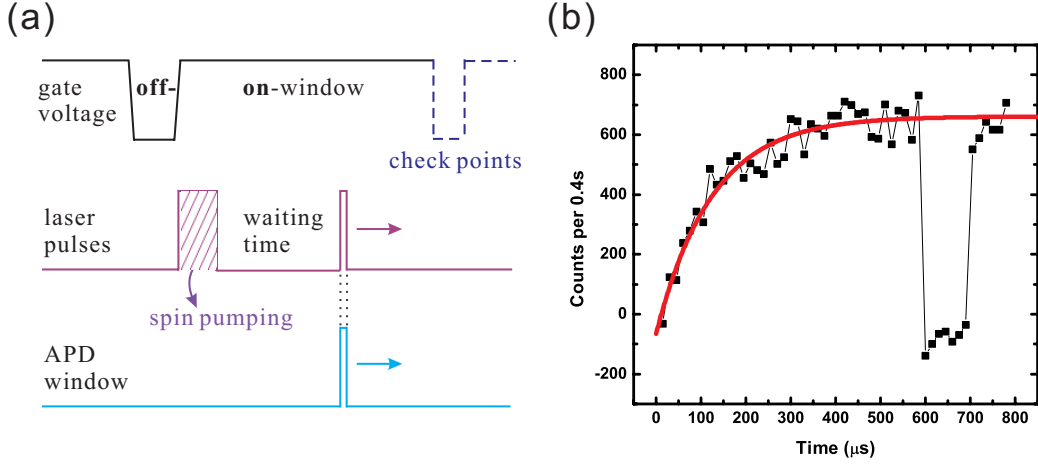 (a)
gate
voltage
off-
on-window
check points
laser
pulses
waiting
time
spin pumping
APD
window
(b)
Counts per 0.4s
800
600
400
200
0
-200
0 100 200 300 400 500 600 700 800
Time (μs)